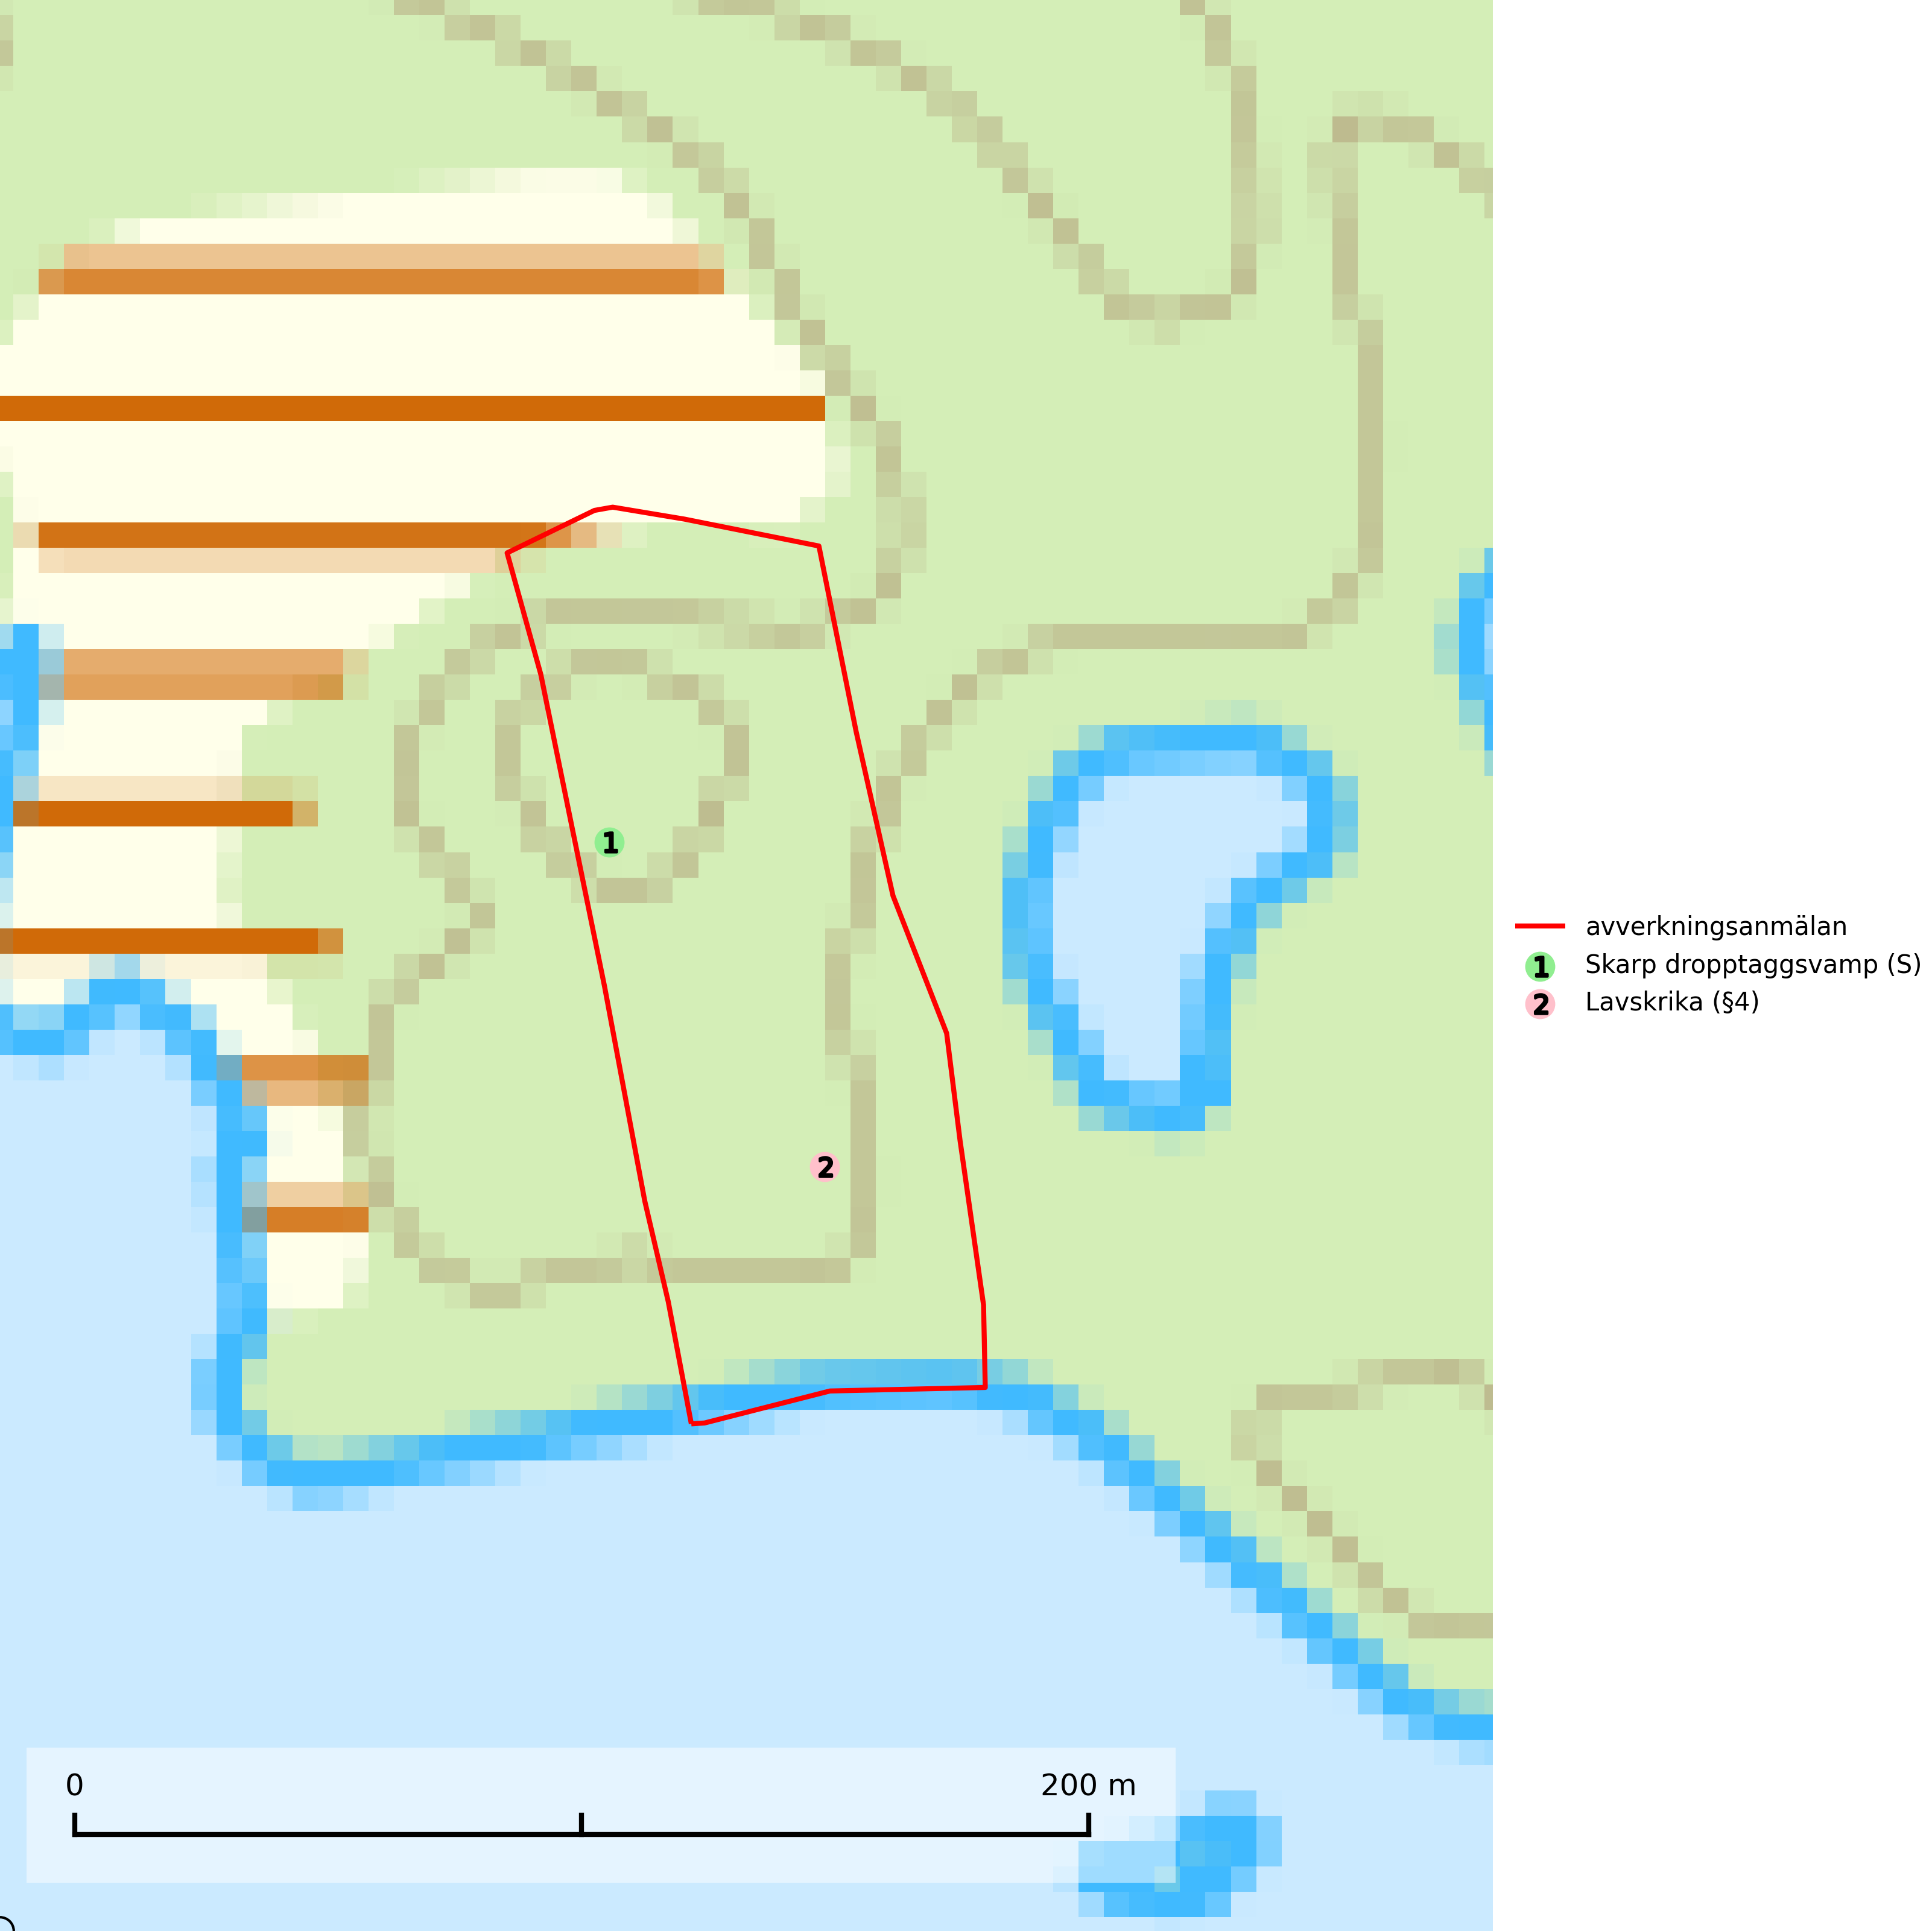 1
2
avverkningsanmälan
1 Skarp dropptaggsvamp (S)
2 Lavskrika (§4)
0 200 m